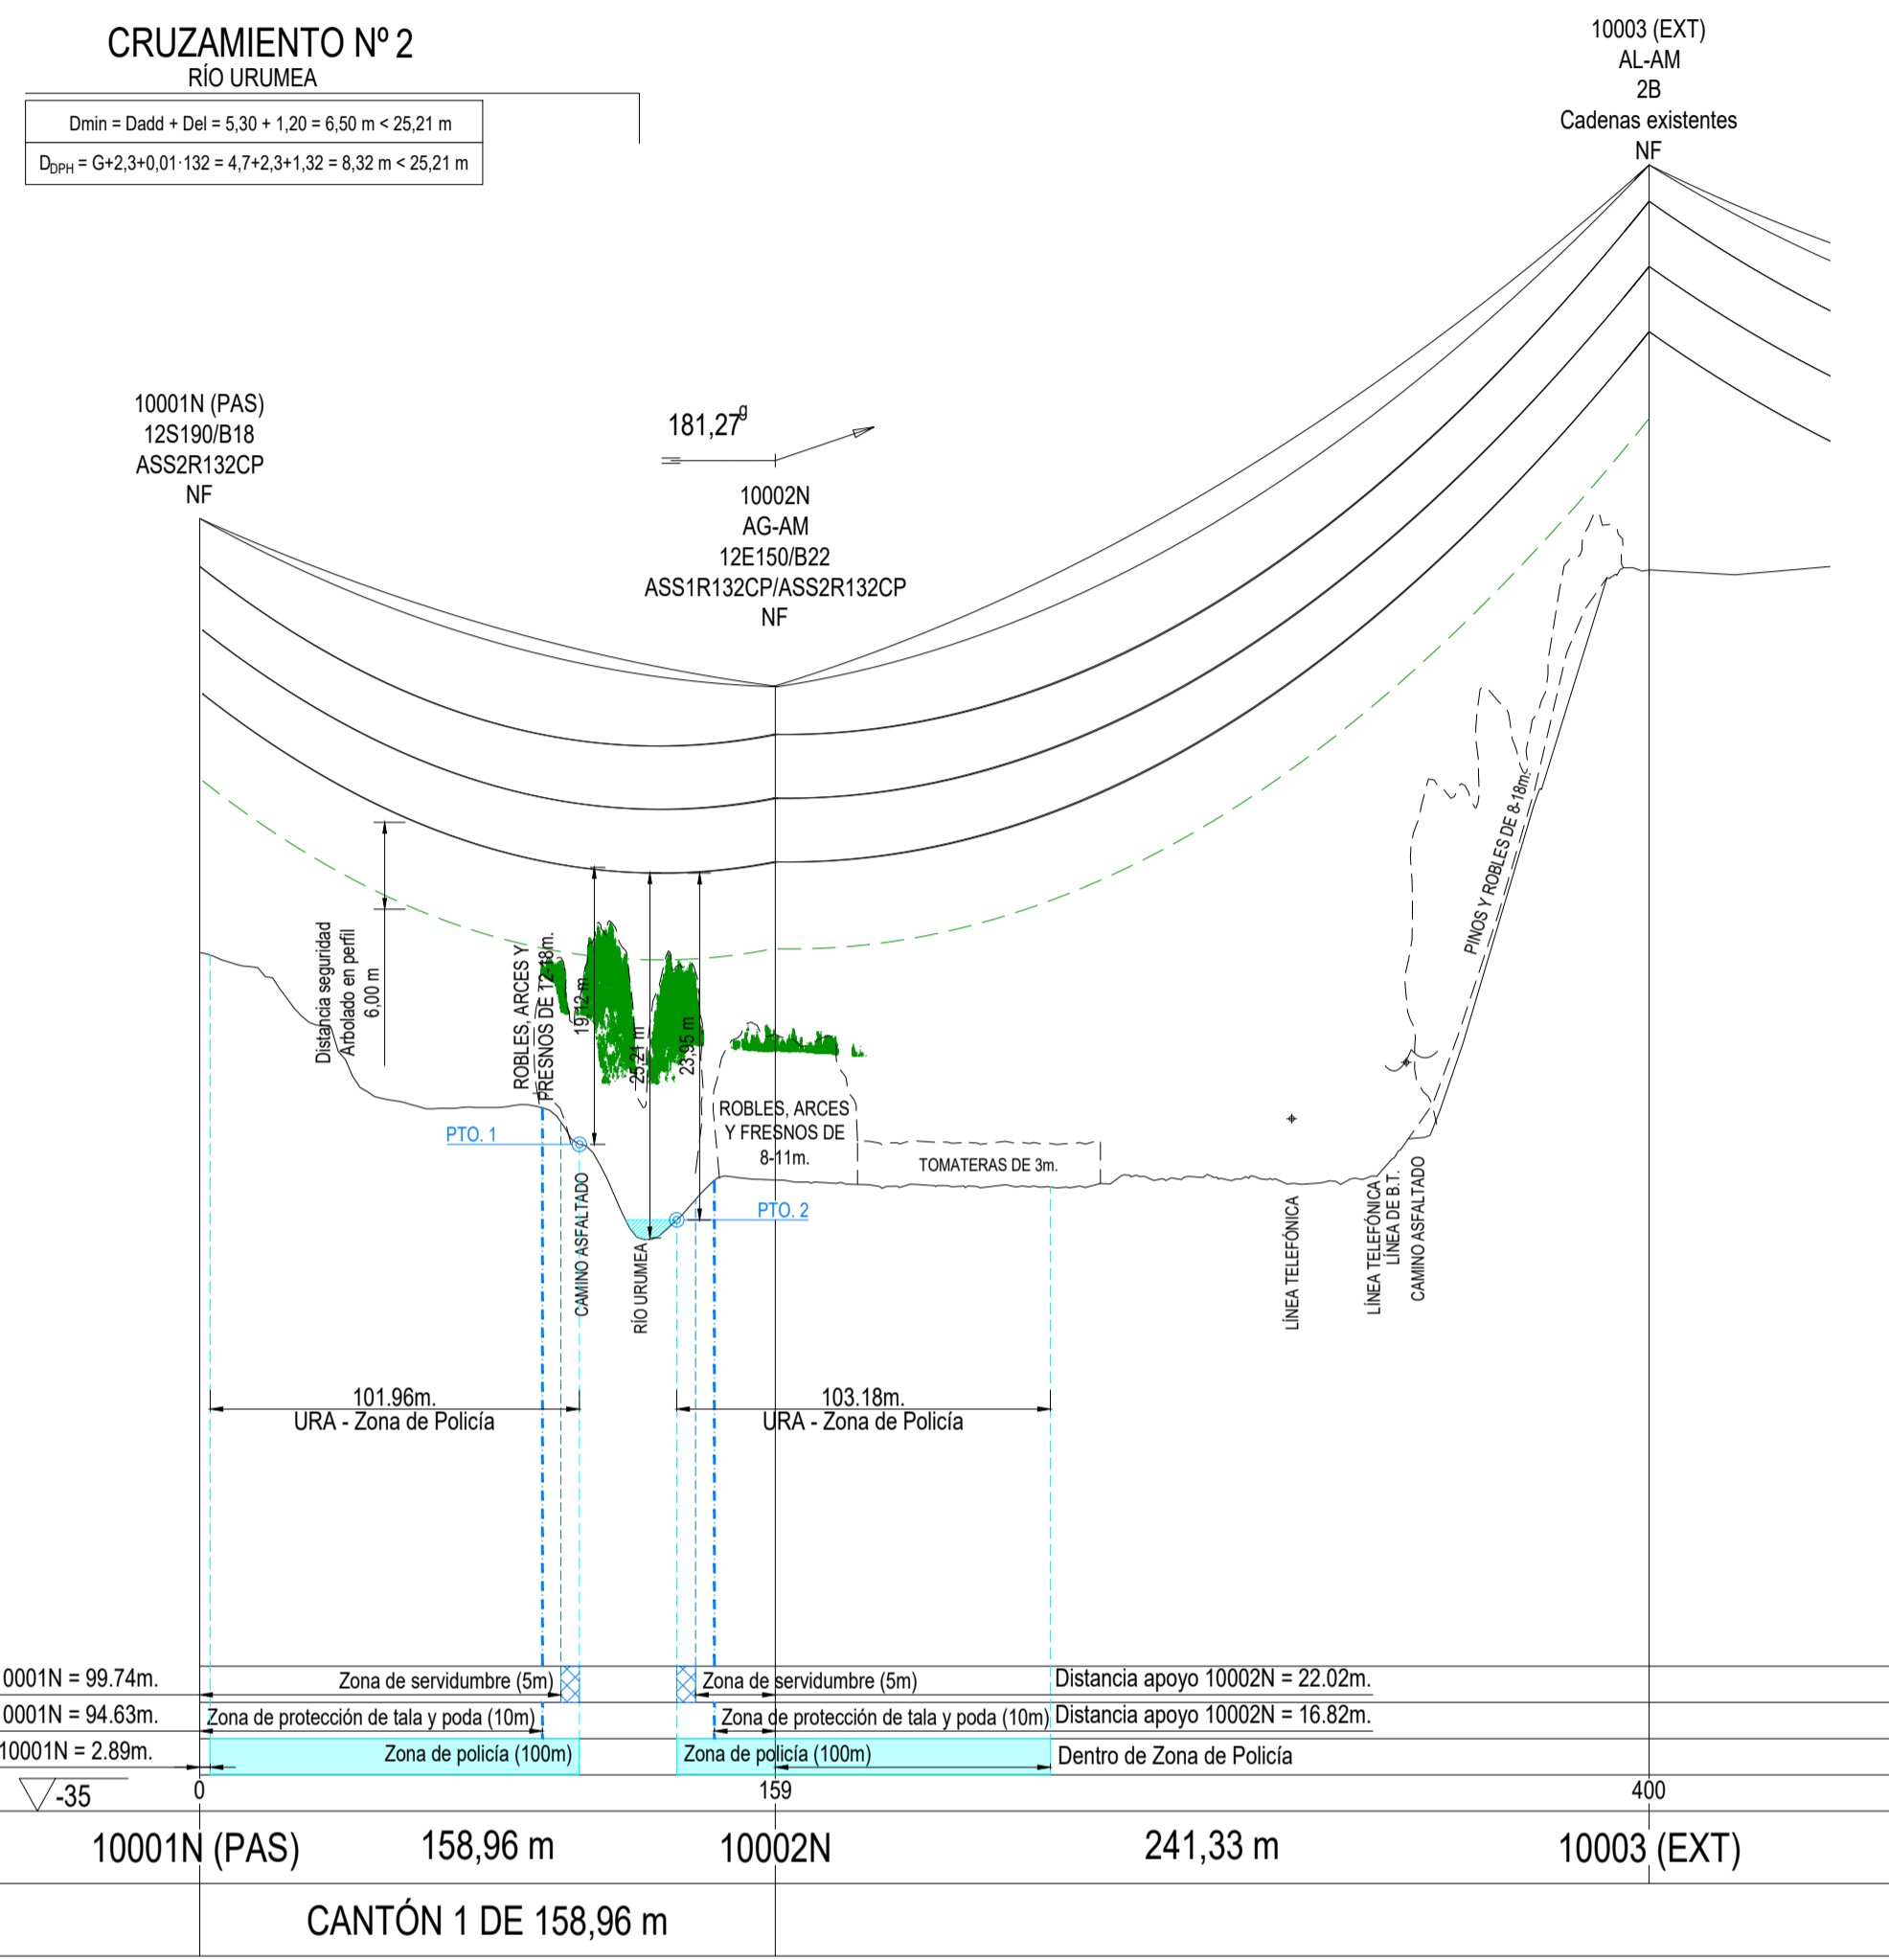 CRUZAMIENTO Nº 2
RÍO URUMEA
Dmin = Dadd + Del = 5,30 + 1,20 = 6,50 m < 25,21 m
DDPH = G+2,3+0,01·132 = 4,7+2,3+1,32 = 8,32 m < 25,21 m
10003 (EXT)
AL-AM
2B
Cadenas existentes
NF
10001N (PAS)
12S190/B18
ASS2R132CP
NF
181,27g
10002N
AG-AM
12E150/B22
ASS1R132CP/ASS2R132CP
NF
Distancia seguridad
Arbolado en perfil
6,00 m
ROBLES, ARCES Y
FRESNOS DE 12-18m.
19,12 m
25,21 m
23,95 m
PINOS Y ROBLES DE 8-18m.
ROBLES, ARCES
Y FRESNOS DE
8-11m.
TOMATERAS DE 3m.
PTO. 1
PTO. 2
CAMINO ASFALTADO
RÍO URUMEA
LÍNEA TELEFÓNICA
LÍNEA TELEFÓNICA
LÍNEA DE B.T.
CAMINO ASFALTADO
101.96m.
URA - Zona de Policía
103.18m.
URA - Zona de Policía
0001N = 99.74m.
Zona de servidumbre (5m)
Zona de servidumbre (5m)
Distancia apoyo 10002N = 22.02m.
0001N = 94.63m.
Zona de protección de tala y poda (10m)
Zona de protección de tala y poda (10m)
Distancia apoyo 10002N = 16.82m.
10001N = 2.89m.
Zona de policía (100m)
Zona de policía (100m)
Dentro de Zona de Policía
-35
0
159
400
10001N (PAS)
158,96 m
10002N
241,33 m
10003 (EXT)
CANTÓN 1 DE 158,96 m